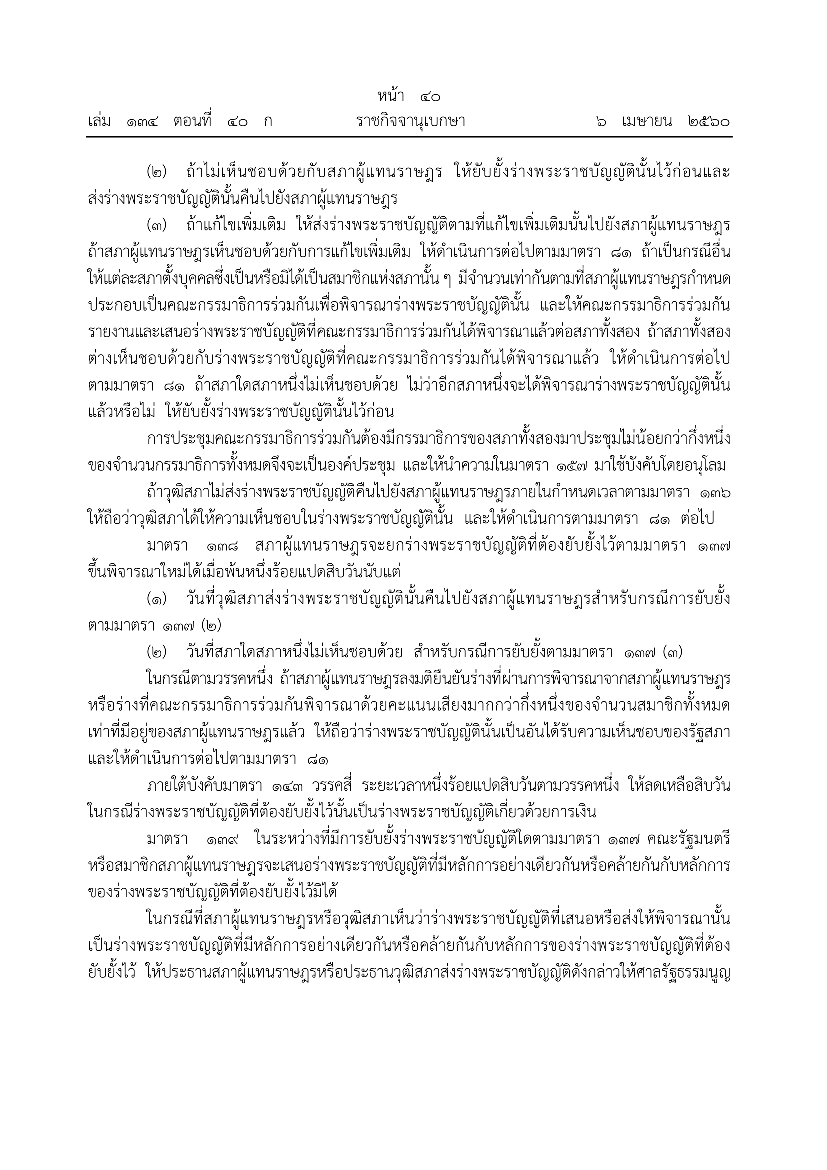 หน้า ๔๐
เล่ม ๑๓๔ ตอนที่ ๔๐ ก ราชกิจจานุเบกษา ๖ เมษายน ๒๕๖๐
(๒) ถ้าไม่เห็นชอบด้วยกับสภาผู้แทนราษฎร ให้ยับยั้งร่างพระราชบัญญัตินั้นไว้ก่อนและ
ส่งร่างพระราชบัญญัตินั้นคืนไปยังสภาผู้แทนราษฎร
(๓) ถ้าแก้ไขเพิ่มเติม ให้ส่งร่างพระราชบัญญัติตามที่แก้ไขเพิ่มเติมนั้นไปยังสภาผู้แทนราษฎร
ถ้าสภาผู้แทนราษฎรเห็นชอบด้วยกับการแก้ไขเพิ่มเติม ให้ดำเนินการต่อไปตามมาตรา ๘๑ ถ้าเป็นกรณีอื่น
ให้แต่ละสภาตั้งบุคคลซึ่งเป็นหรือมิได้เป็นสมาชิกแห่งสภานั้น ๆ มีจำนวนเท่ากันตามที่สภาผู้แทนราษฎรกำหนด
ประกอบเป็นคณะกรรมาธิการร่วมกันเพื่อพิจารณาร่างพระราชบัญญัตินั้น และให้คณะกรรมาธิการร่วมกัน
รายงานและเสนอร่างพระราชบัญญัติที่คณะกรรมาธิการร่วมกันได้พิจารณาแล้วต่อสภาทั้งสอง ถ้าสภาทั้งสอง
ต่างเห็นชอบด้วยกับร่างพระราชบัญญัติที่คณะกรรมาธิการร่วมกันได้พิจารณาแล้ว ให้ดำเนินการต่อไป
ตามมาตรา ๘๑ ถ้าสภาใดสภาหนึ่งไม่เห็นชอบด้วย ไม่ว่าอีกสภาหนึ่งจะได้พิจารณาร่างพระราชบัญญัตินั้น
แล้วหรือไม่ ให้ยับยั้งร่างพระราชบัญญัตินั้นไว้ก่อน
การประชุมคณะกรรมาธิการร่วมกันต้องมีกรรมาธิการของสภาทั้งสองมาประชุมไม่น้อยกว่ากึ่งหนึ่ง
ของจำนวนกรรมาธิการทั้งหมดจึงจะเป็นองค์ประชุม และให้นำความในมาตรา ๑๕๗ มาใช้บังคับโดยอนุโลม
ถ้าวุฒิสภาไม่ส่งร่างพระราชบัญญัติคืนไปยังสภาผู้แทนราษฎรภายในกำหนดเวลาตามมาตรา ๑๓๖
ให้ถือว่าวุฒิสภาได้ให้ความเห็นชอบในร่างพระราชบัญญัตินั้น และให้ดำเนินการตามมาตรา ๘๑ ต่อไป
มาตรา ๑๓๘ สภาผู้แทนราษฎรจะยกร่างพระราชบัญญัติที่ต้องยับยั้งไว้ตามมาตรา ๑๓๗
ขึ้นพิจารณาใหม่ได้เมื่อพ้นหนึ่งร้อยแปดสิบวันนับแต่
(๑) วันที่วุฒิสภาส่งร่างพระราชบัญญัตินั้นคืนไปยังสภาผู้แทนราษฎรสำหรับกรณีการยับยั้ง
ตามมาตรา ๑๓๗ (๒)
(๒) วันที่สภาใดสภาหนึ่งไม่เห็นชอบด้วย สำหรับกรณีการยับยั้งตามมาตรา ๑๓๗ (๓)
ในกรณีตามวรรคหนึ่ง ถ้าสภาผู้แทนราษฎรลงมติยืนยันร่างที่ผ่านการพิจารณาจากสภาผู้แทนราษฎร
หรือร่างที่คณะกรรมาธิการร่วมกันพิจารณาด้วยคะแนนเสียงมากกว่ากึ่งหนึ่งของจำนวนสมาชิกทั้งหมด
เท่าที่มีอยู่ของสภาผู้แทนราษฎรแล้ว ให้ถือว่าร่างพระราชบัญญัตินั้นเป็นอันได้รับความเห็นชอบของรัฐสภา
และให้ดำเนินการต่อไปตามมาตรา ๘๑
ภายใต้บังคับมาตรา ๑๔๓ วรรคสี่ ระยะเวลาหนึ่งร้อยแปดสิบวันตามวรรคหนึ่ง ให้ลดเหลือสิบวัน
ในกรณีร่างพระราชบัญญัติที่ต้องยับยั้งไว้นั้นเป็นร่างพระราชบัญญัติเกี่ยวด้วยการเงิน
มาตรา ๑๓๙ ในระหว่างที่มีการยับยั้งร่างพระราชบัญญัติใดตามมาตรา ๑๓๗ คณะรัฐมนตรี
หรือสมาชิกสภาผู้แทนราษฎรจะเสนอร่างพระราชบัญญัติที่มีหลักการอย่างเดียวกันหรือคล้ายกันกับหลักการ
ของร่างพระราชบัญญัติที่ต้องยับยั้งไว้มิได้
ในกรณีที่สภาผู้แทนราษฎรหรือวุฒิสภาเห็นว่าร่างพระราชบัญญัติที่เสนอหรือส่งให้พิจารณานั้น
เป็นร่างพระราชบัญญัติที่มีหลักการอย่างเดียวกันหรือคล้ายกันกับหลักการของร่างพระราชบัญญัติที่ต้อง
ยับยั้งไว้ ให้ประธานสภาผู้แทนราษฎรหรือประธานวุฒิสภาส่งร่างพระราชบัญญัติดังกล่าวให้ศาลรัฐธรรมนูญ